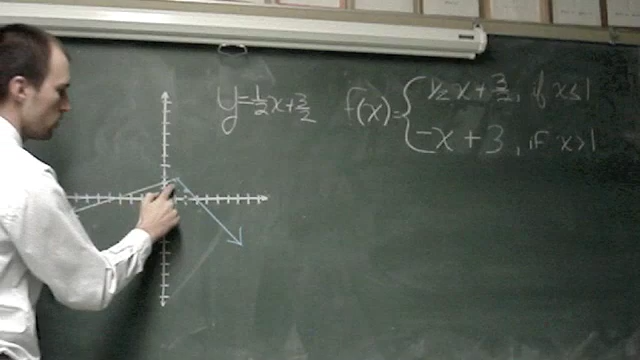 y=½x+3/2
f(x)= { ½x + 3/2, if x≤1
-x + 3, if x>1